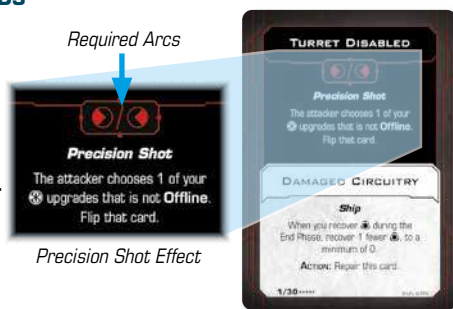 Required Arcs
Precision Shot
The attacker chooses 1 of your
upgrades that is not Offline.
Flip that card.
Precision Shot Effect
Turret Disabled
Precision Shot
The attacker chooses 1 of your
upgrades that is not Offline.
Flip that card.
Damaged Circuitry
Ship
When you recover during the
End Phase, recover 1 fewer , to a
minimum of 0.
Action: Repair this card.
1/30